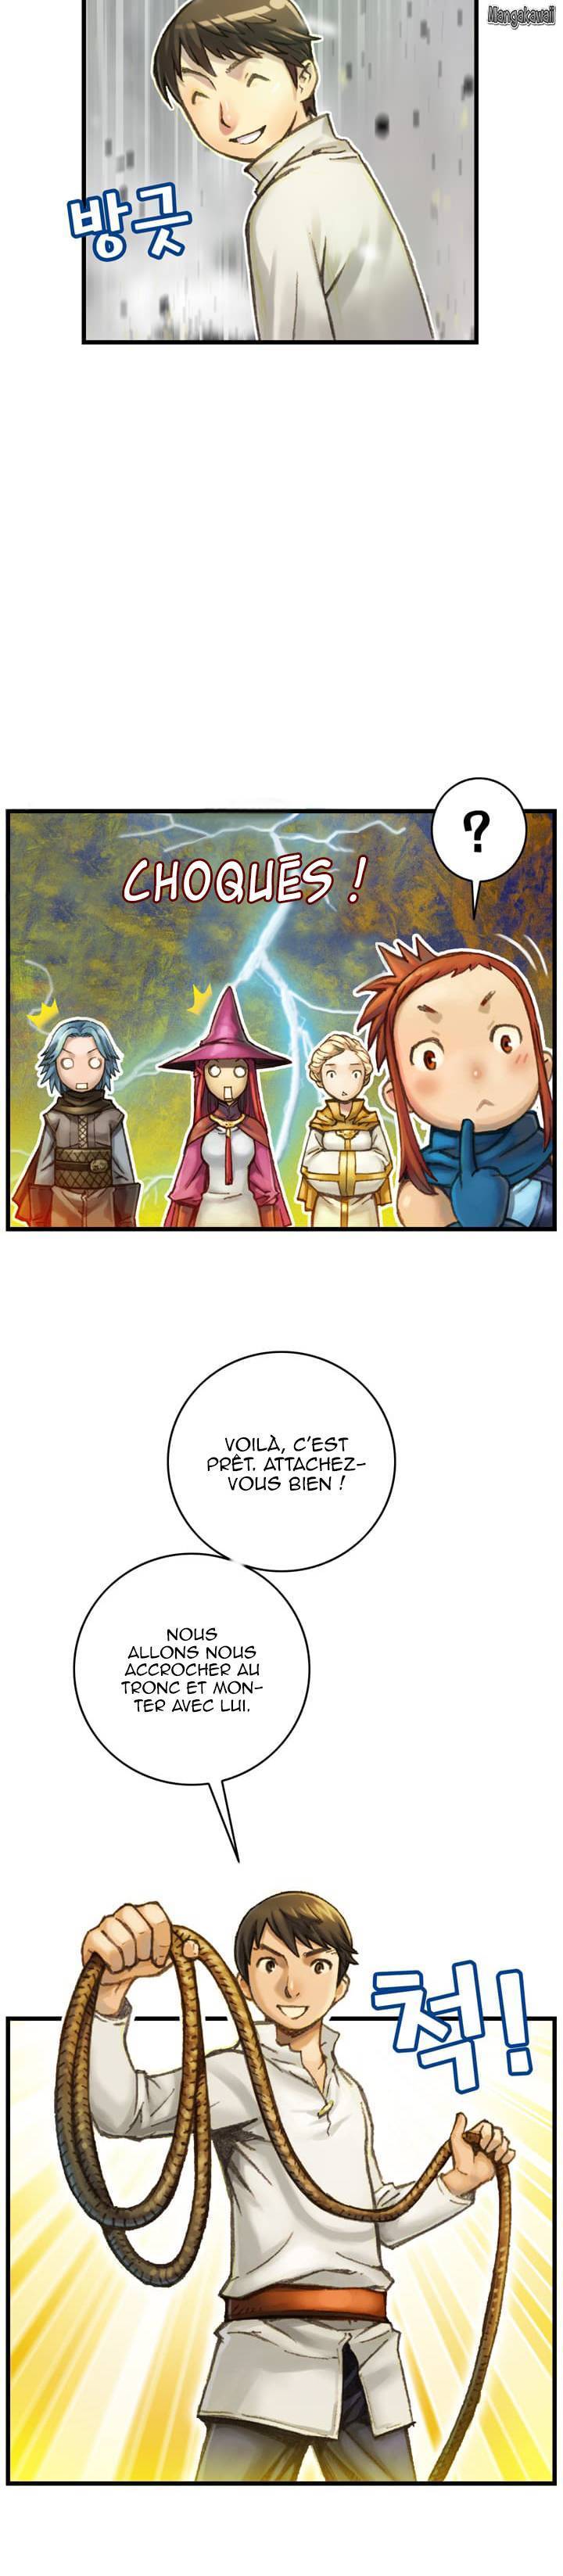 Mangakawaii
방긋
?
CHOQUÉS !
VOILÀ, C'EST
PRÊT. ATTACHEZ-
VOUS BIEN !
NOUS
ALLONS NOUS
ACCROCHER AU
TRONC ET MON-
TER AVEC LUI.
척!